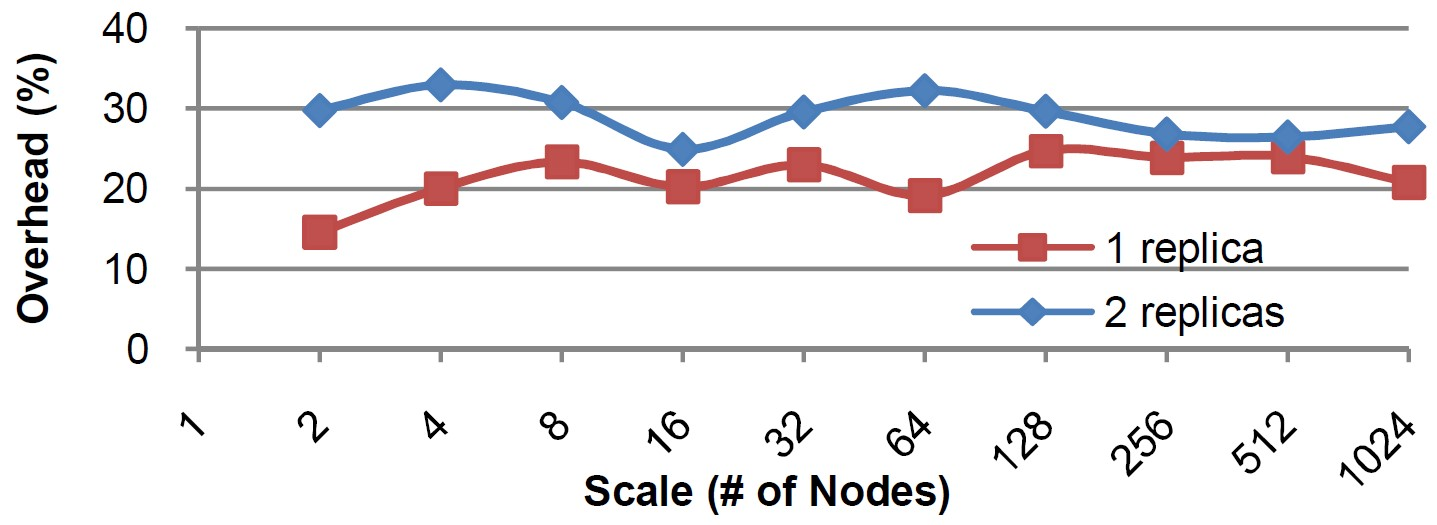 Overhead (%)
40
30
20
10
0
1 replica
2 replicas
1 2 4 8 16 32 64 128 256 512 1024
Scale (# of Nodes)